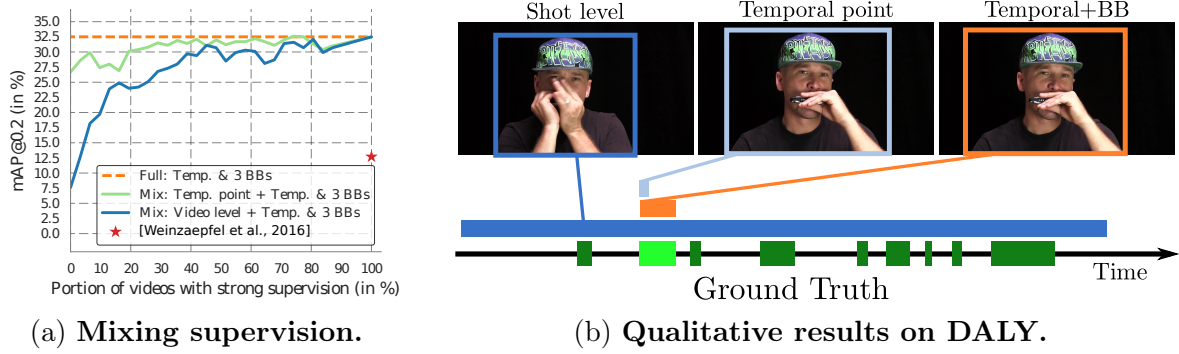 mAP@0.2 (in %)
32.5
30.0
27.5
25.0
22.5
20.0
17.5
15.0
12.5
10.0
7.5
5.0
2.5
0.0
Full: Temp. & 3 BBs
Mix: Temp. point + Temp. & 3 BBs
Mix: Video level + Temp. & 3 BBs
[Weinzaepfel et al., 2016]
0 10 20 30 40 50 60 70 80 90 100
Portion of videos with strong supervision (in %)
(a) Mixing supervision.
Shot level Temporal point Temporal+BB
Time
Ground Truth
(b) Qualitative results on DALY.